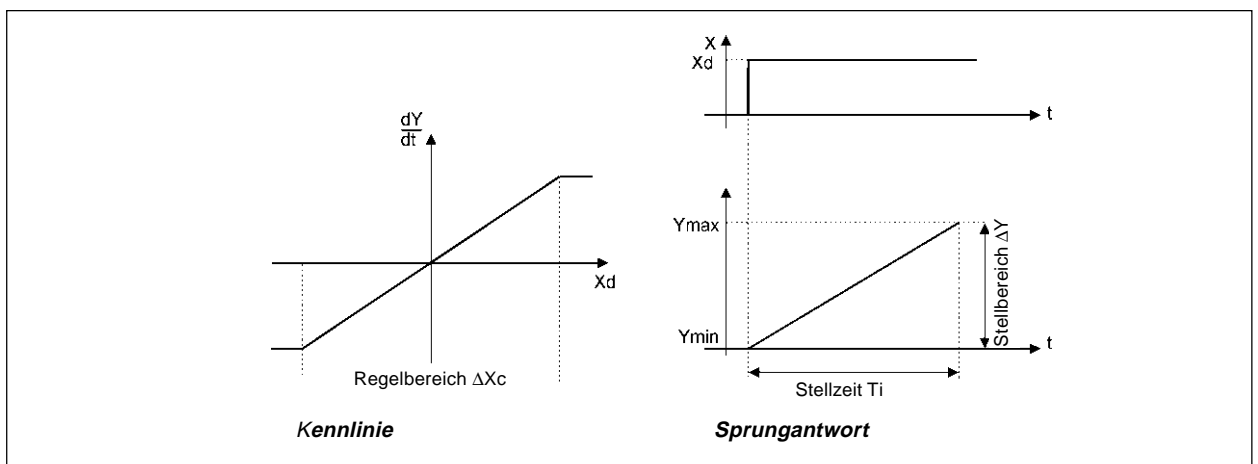 dY
dt
Xd
Regelbereich ΔXc
Kennlinie
X
Xd
t
Ymax
Ymin
Stellbereich ΔY
t
Stellzeit Ti
Sprungantwort